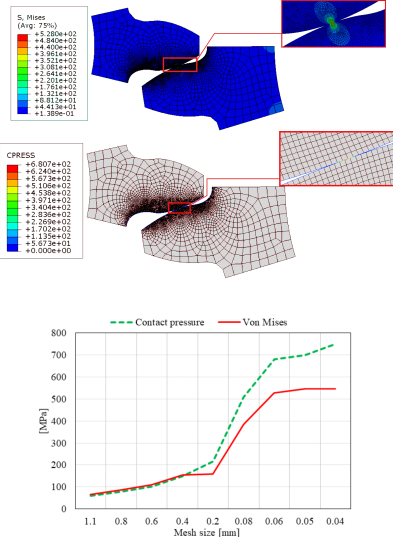 S, Mises
(Avg: 75%)
+5.280e+02
+4.840e+02
+4.400e+02
+3.961e+02
+3.521e+02
+3.081e+02
+2.641e+02
+2.201e+02
+1.761e+02
+1.321e+02
+8.812e+01
+4.413e+01
+1.389e-01
CPRESS
+6.807e+02
+6.240e+02
+5.673e+02
+5.106e+02
+4.538e+02
+3.971e+02
+3.404e+02
+2.836e+02
+2.269e+02
+1.702e+02
+1.135e+02
+5.673e+01
+0.000e+00
Contact pressure Von Mises
800
700
600
500
400
300
200
100
0
[MPa]
1.1 0.8 0.6 0.4 0.2 0.08 0.06 0.05 0.04
Mesh size [mm]